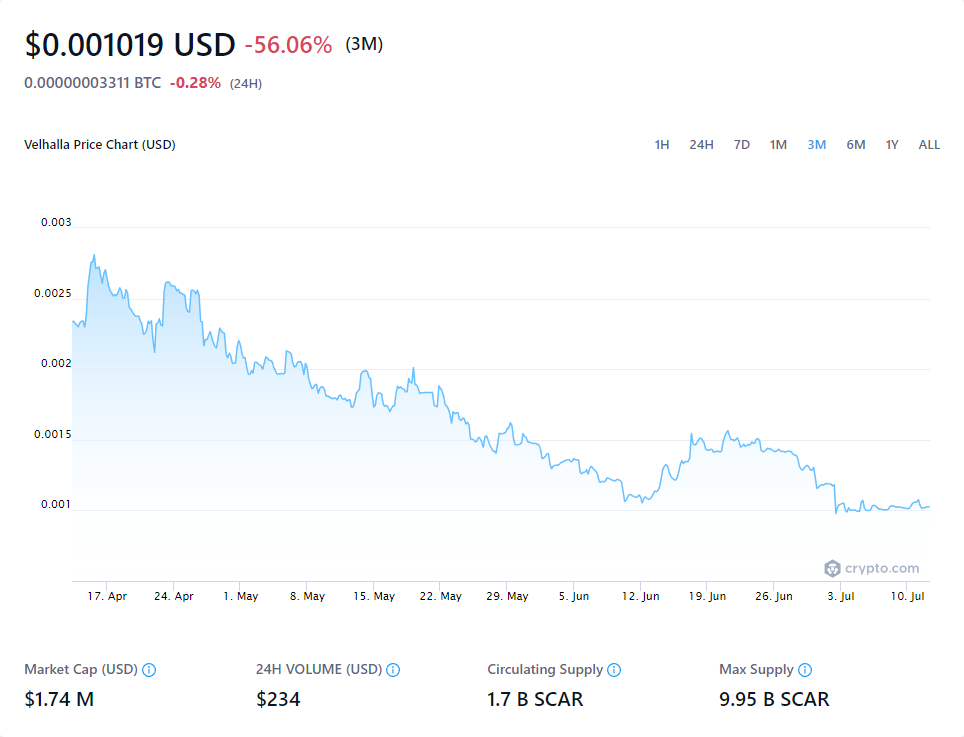 $0.001019 USD -56.06% (3M)
0.00000003311 BTC -0.28% (24H)
Velhalla Price Chart (USD) 1H 24H 7D 1M 3M 6M 1Y ALL
0.003
0.0025
0.002
0.0015
0.001
crypto.com
17. Apr 24. Apr 1. May 8. May 15. May 22. May 29. May 5. Jun 12. Jun 19. Jun 26. Jun 3. Jul 10. Jul
Market Cap (USD) 24H VOLUME (USD) Circulating Supply Max Supply
$1.74 M $234 1.7 B SCAR 9.95 B SCAR